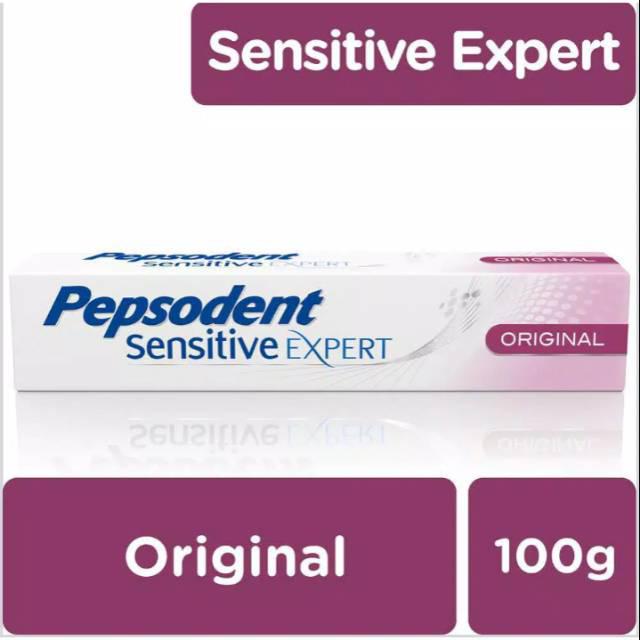 Sensitive Expert
Pepsodent
Sensitive EXPERT
ORIGINAL
Pepsodent
Sensitive EXPERT
ORIGINAL
Original
100g